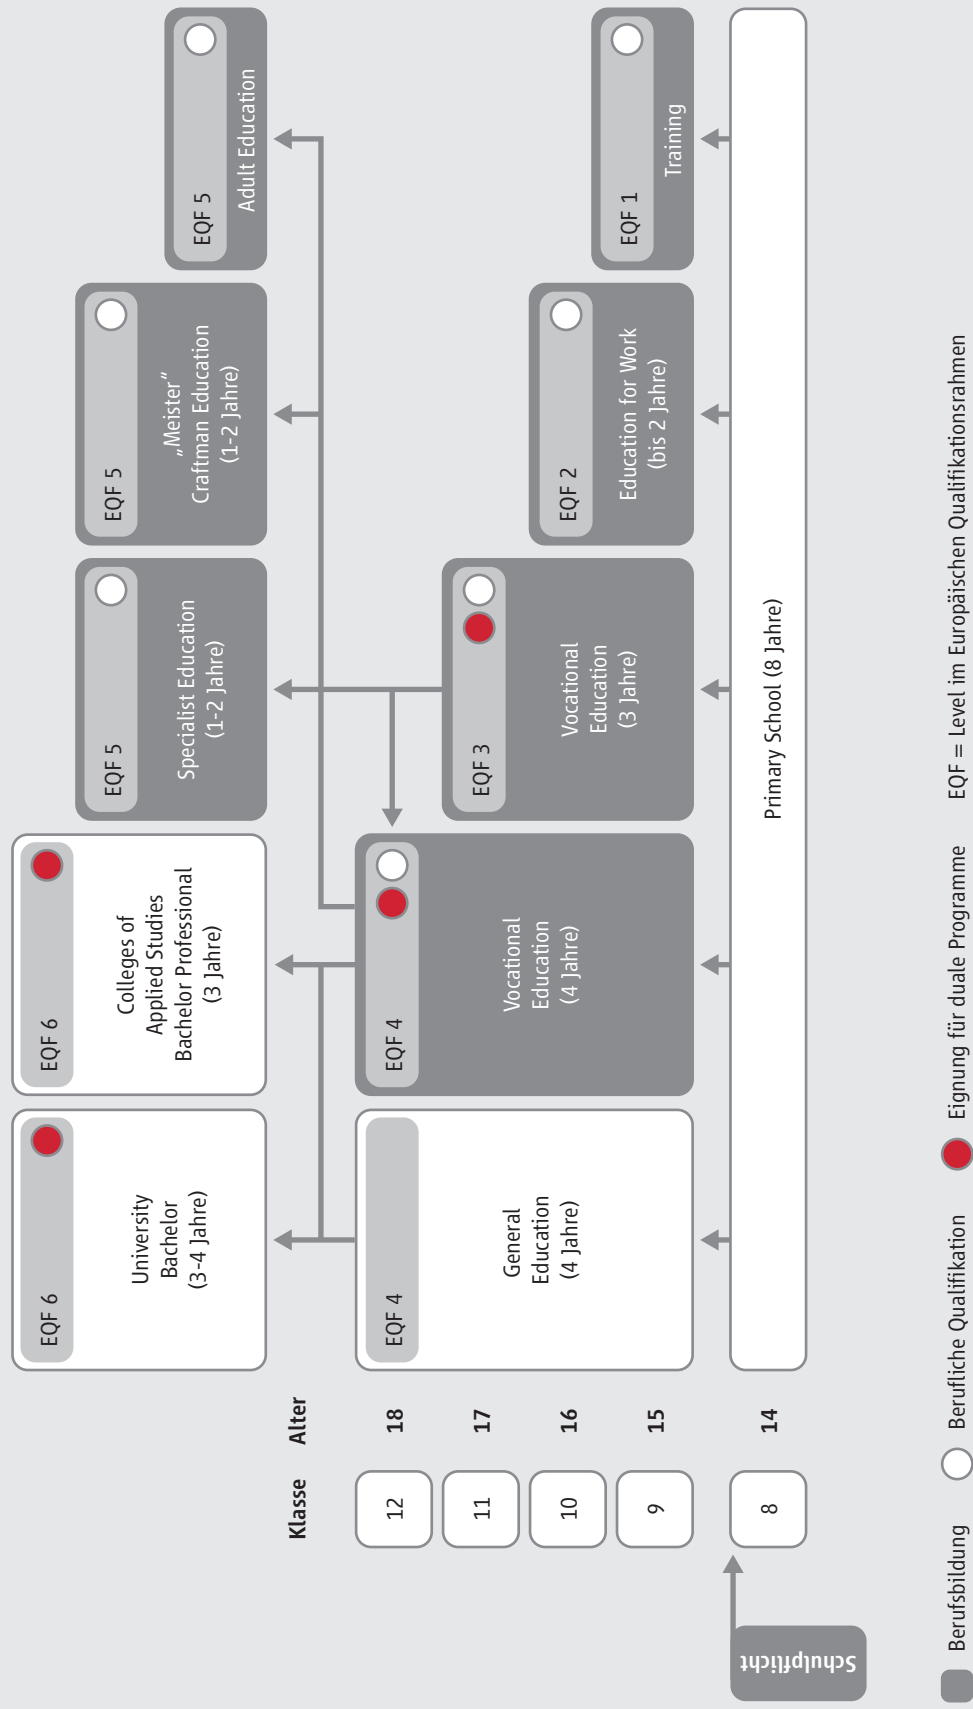 EQF 6
University
Bachelor
(3-4 Jahre)
EQF 6
Colleges of
Applied Studies
Bachelor Professional
(3 Jahre)
EQF 5
Specialist Education
(1-2 Jahre)
EQF 5
„Meister“
Craftman Education
(1-2 Jahre)
EQF 5
Adult Education
Klasse
Alter
12
18
11
17
10
16
9
15
EQF 4
General
Education
(4 Jahre)
EQF 4
Vocational
Education
(4 Jahre)
EQF 3
Vocational
Education
(3 Jahre)
EQF 2
Education for Work
(bis 2 Jahre)
EQF 1
Training
Schulpflicht
8
14
Primary School (8 Jahre)
Berufsbildung
Berufliche Qualifikation
Eignung für duale Programme
EQF = Level im Europäischen Qualifikationsrahmen